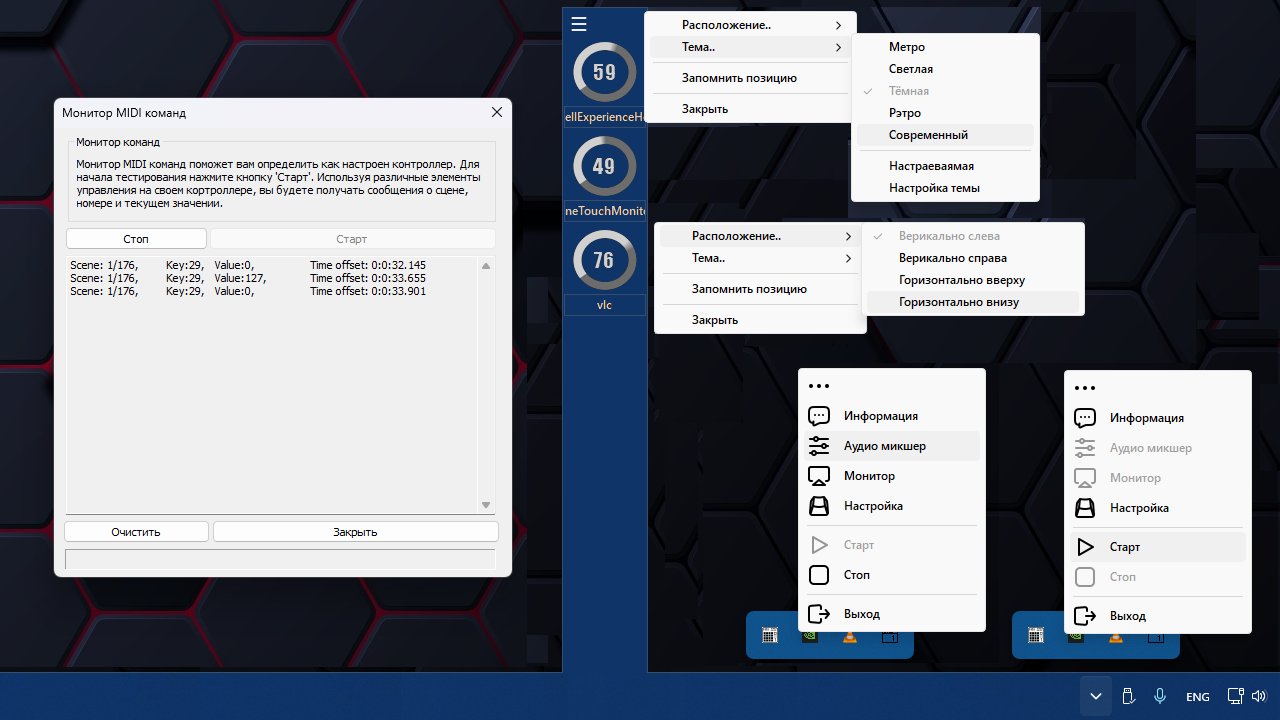 Монитор MIDI команд
Монитор команд
Монитор MIDI команд поможет вам определить как настроен контроллер. Для
начала тестирования нажмите кнопку 'Старт'. Используя различные элементы
управления на своем кортроллере, вы будете получать сообщения о сцене,
номере и текущем значении.
Стоп
Старт
Scene: 1/176, Key:29, Value:0, Time offset: 0:0:32.145
Scene: 1/176, Key:29, Value:127, Time offset: 0:0:33.655
Scene: 1/176, Key:29, Value:0, Time offset: 0:0:33.901
Очистить
Закрыть
59
ellExperienceH
49
neTouchMonito
76
vlc
Расположение..
Тема..
Запомнить позицию
Закрыть
Метро
Светлая
Тёмная
Рэтро
Современный
Настраеваямая
Настройка темы
Расположение..
Тема..
Запомнить позицию
Закрыть
Верикально слева
Верикально справа
Горизонтально вверху
Горизонтально внизу
Информация
Аудио микшер
Монитор
Настройка
Старт
Стоп
Выход
Информация
Аудио микшер
Монитор
Настройка
Старт
Стоп
Выход
ENG